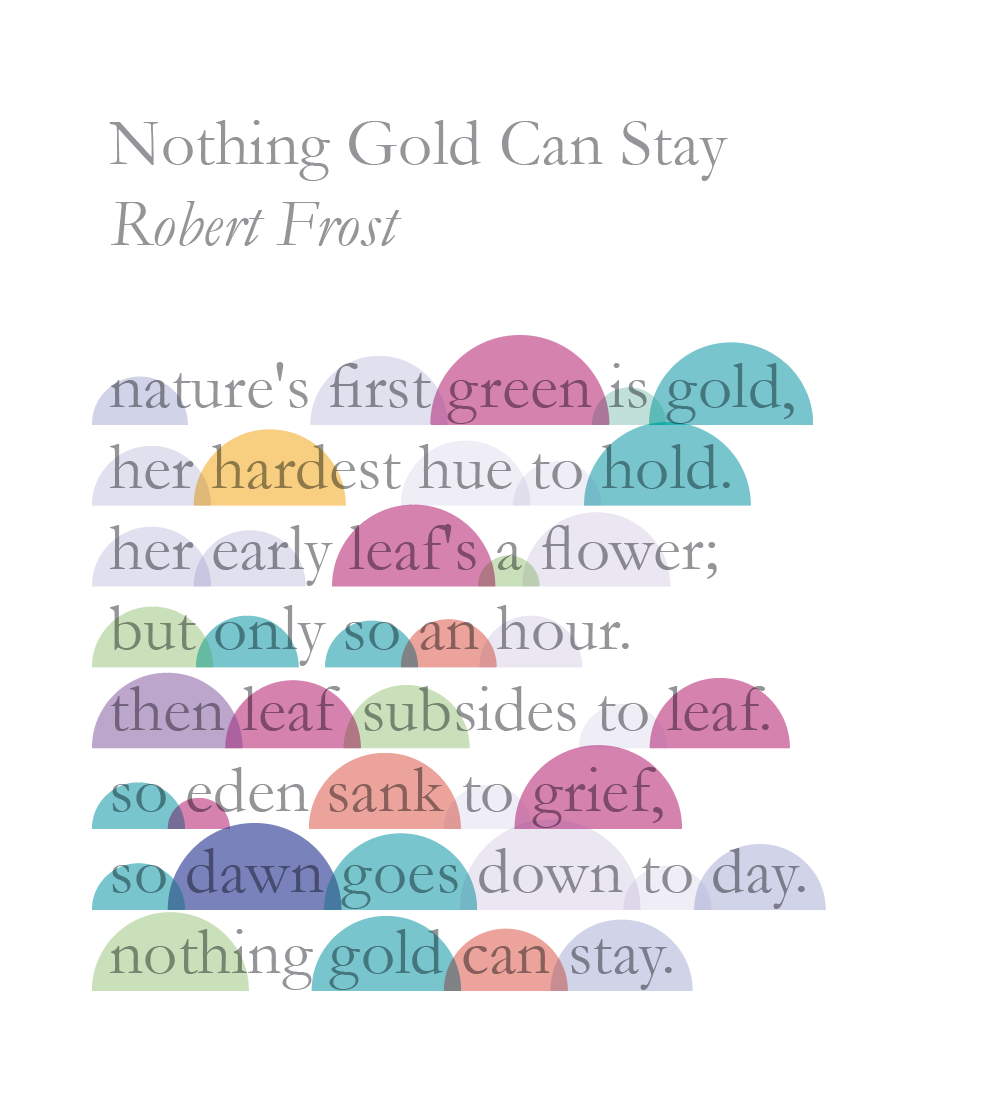 Nothing Gold Can Stay
Robert Frost
nature's first green is gold,
her hardest hue to hold.
her early leaf's a flower;
but only so an hour.
then leaf subsides to leaf.
so eden sank to grief,
so dawn goes down to day.
nothing gold can stay.